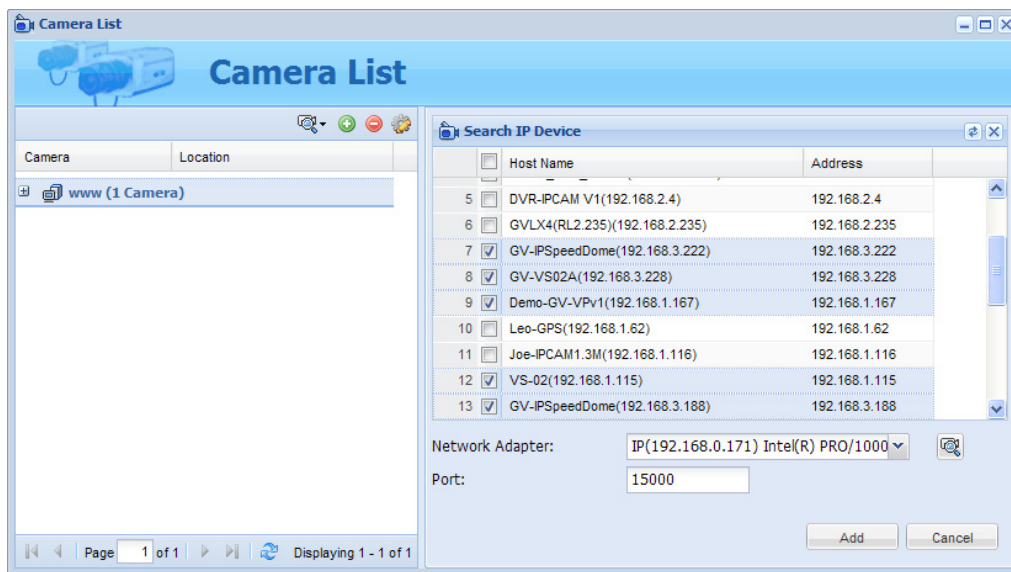 Camera List
Camera List
Camera Location
www (1 Camera)
Page 1 of 1 Displaying 1 - 1 of 1
Search IP Device
Host Name Address
5 DVR-IPCAM V1(192.168.2.4) 192.168.2.4
6 GVLX4(RL2.235)(192.168.2.235) 192.168.2.235
7 GV-IPSpeedDome(192.168.3.222) 192.168.3.222
8 GV-VS02A(192.168.3.228) 192.168.3.228
9 Demo-GV-VPv1(192.168.1.167) 192.168.1.167
10 Leo-GPS(192.168.1.62) 192.168.1.62
11 Joe-IPCAM1.3M(192.168.1.116) 192.168.1.116
12 VS-02(192.168.1.115) 192.168.1.115
13 GV-IPSpeedDome(192.168.3.188) 192.168.3.188
Network Adapter: IP(192.168.0.171) Intel(R) PRO/1000
Port: 15000
Add Cancel